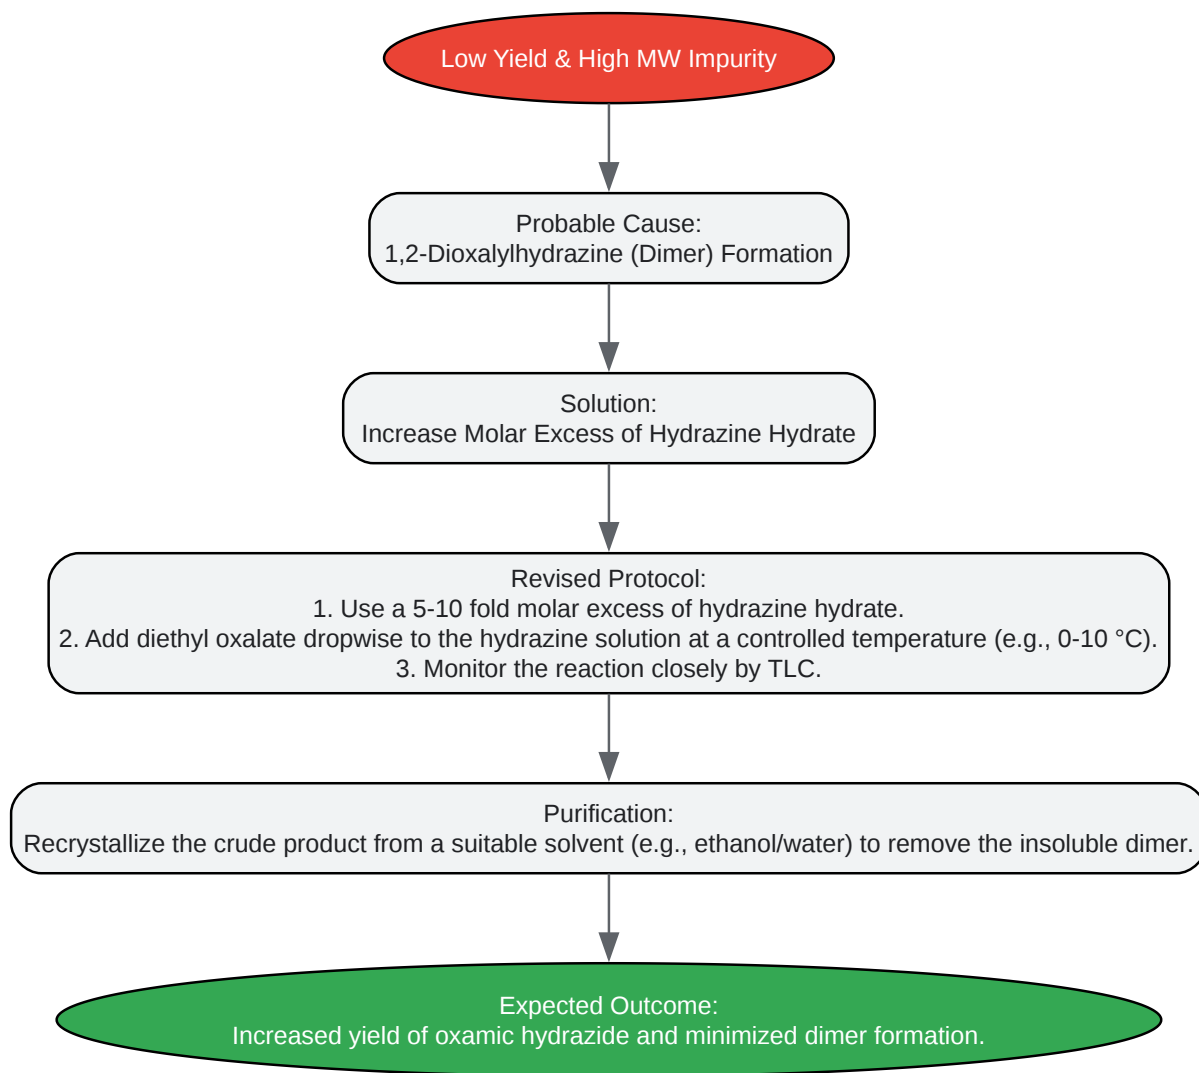 Low Yield & High MW Impurity
Probable Cause:
1,2-Dioxalylhydrazine (Dimer) Formation
Solution:
Increase Molar Excess of Hydrazine Hydrate
Revised Protocol:
1. Use a 5-10 fold molar excess of hydrazine hydrate.
2. Add diethyl oxalate dropwise to the hydrazine solution at a controlled temperature (e.g., 0-10 °C).
3. Monitor the reaction closely by TLC.
Purification:
Recrystallize the crude product from a suitable solvent (e.g., ethanol/water) to remove the insoluble dimer.
Expected Outcome:
Increased yield of oxamic hydrazide and minimized dimer formation.